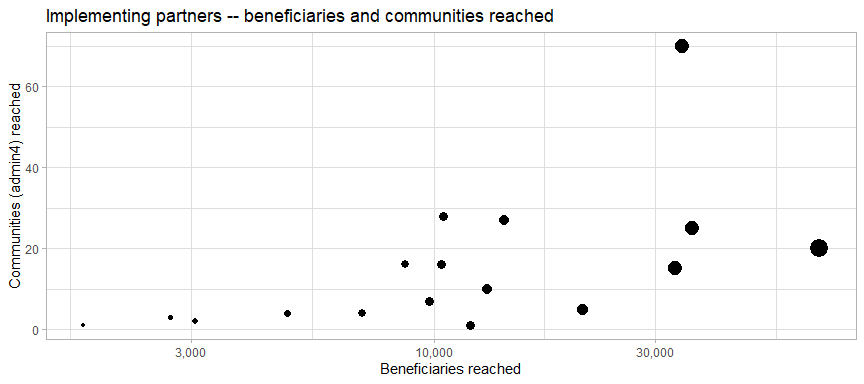 Implementing partners -- beneficiaries and communities reached
Communities (admin4) reached
60
40
20
0
3,000
10,000
30,000
Beneficiaries reached